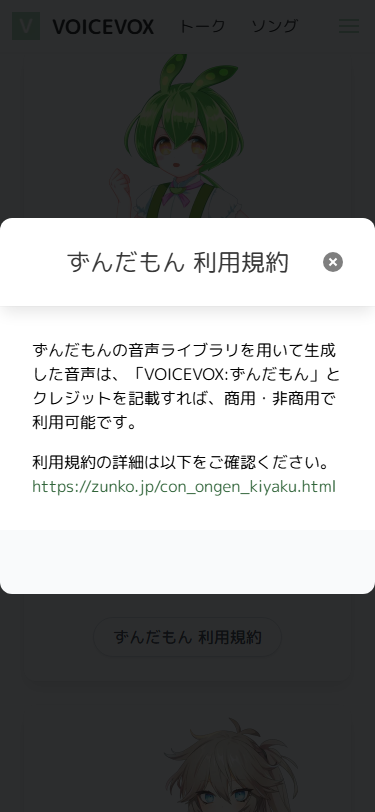 V VOICEVOX トーク ソング
ずんだもん 利用規約
ずんだもんの音声ライブラリを用いて生成
した音声は、「VOICEVOX:ずんだもん」と
クレジットを記載すれば、商用・非商用で
利用可能です。
利用規約の詳細は以下をご確認ください。
https://zunko.jp/con_ongen_kiyaku.html
ずんだもん 利用規約